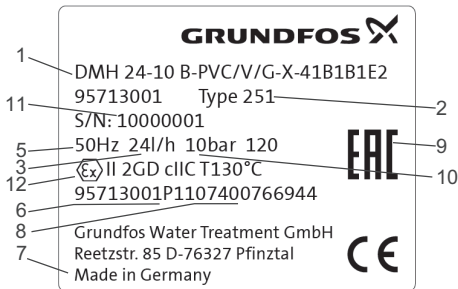 GRUNDFOS
1
DMH 24-10 B-PVC/V/G-X-41B1B1E2
95713001 Type 251
2
11
S/N: 10000001
5
50Hz 24l/h 10bar 120
EAC
9
3
10
12
Ex II 2GD cIIC T130°C
95713001P1107400766944
6
8
Grundfos Water Treatment GmbH
Reetzstr. 85 D-76327 Pfinztal
CE
7
Made in Germany